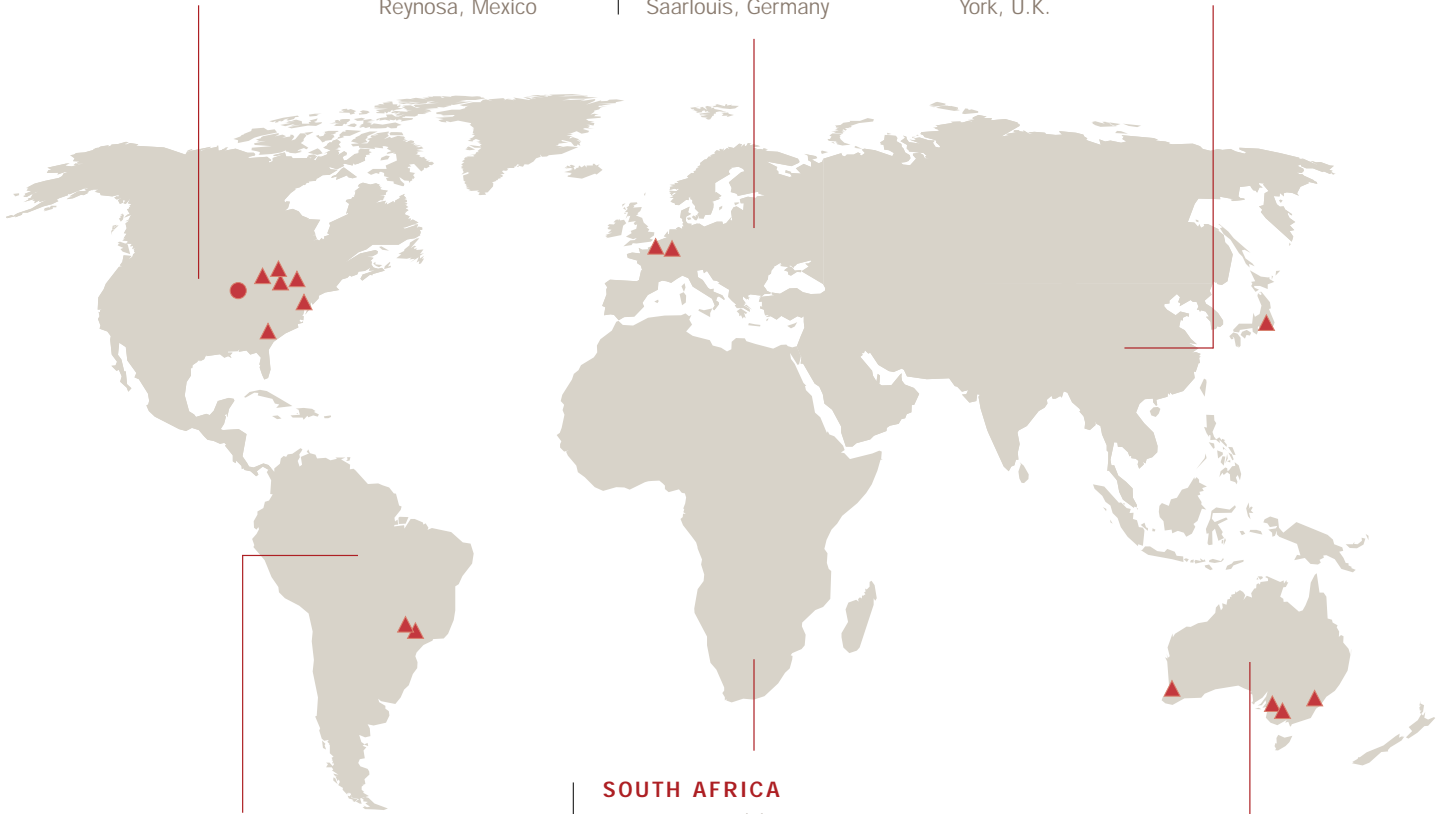 Reynosa, Mexico
Saarlouis, Germany
York, U.K.
SOUTH AFRICA